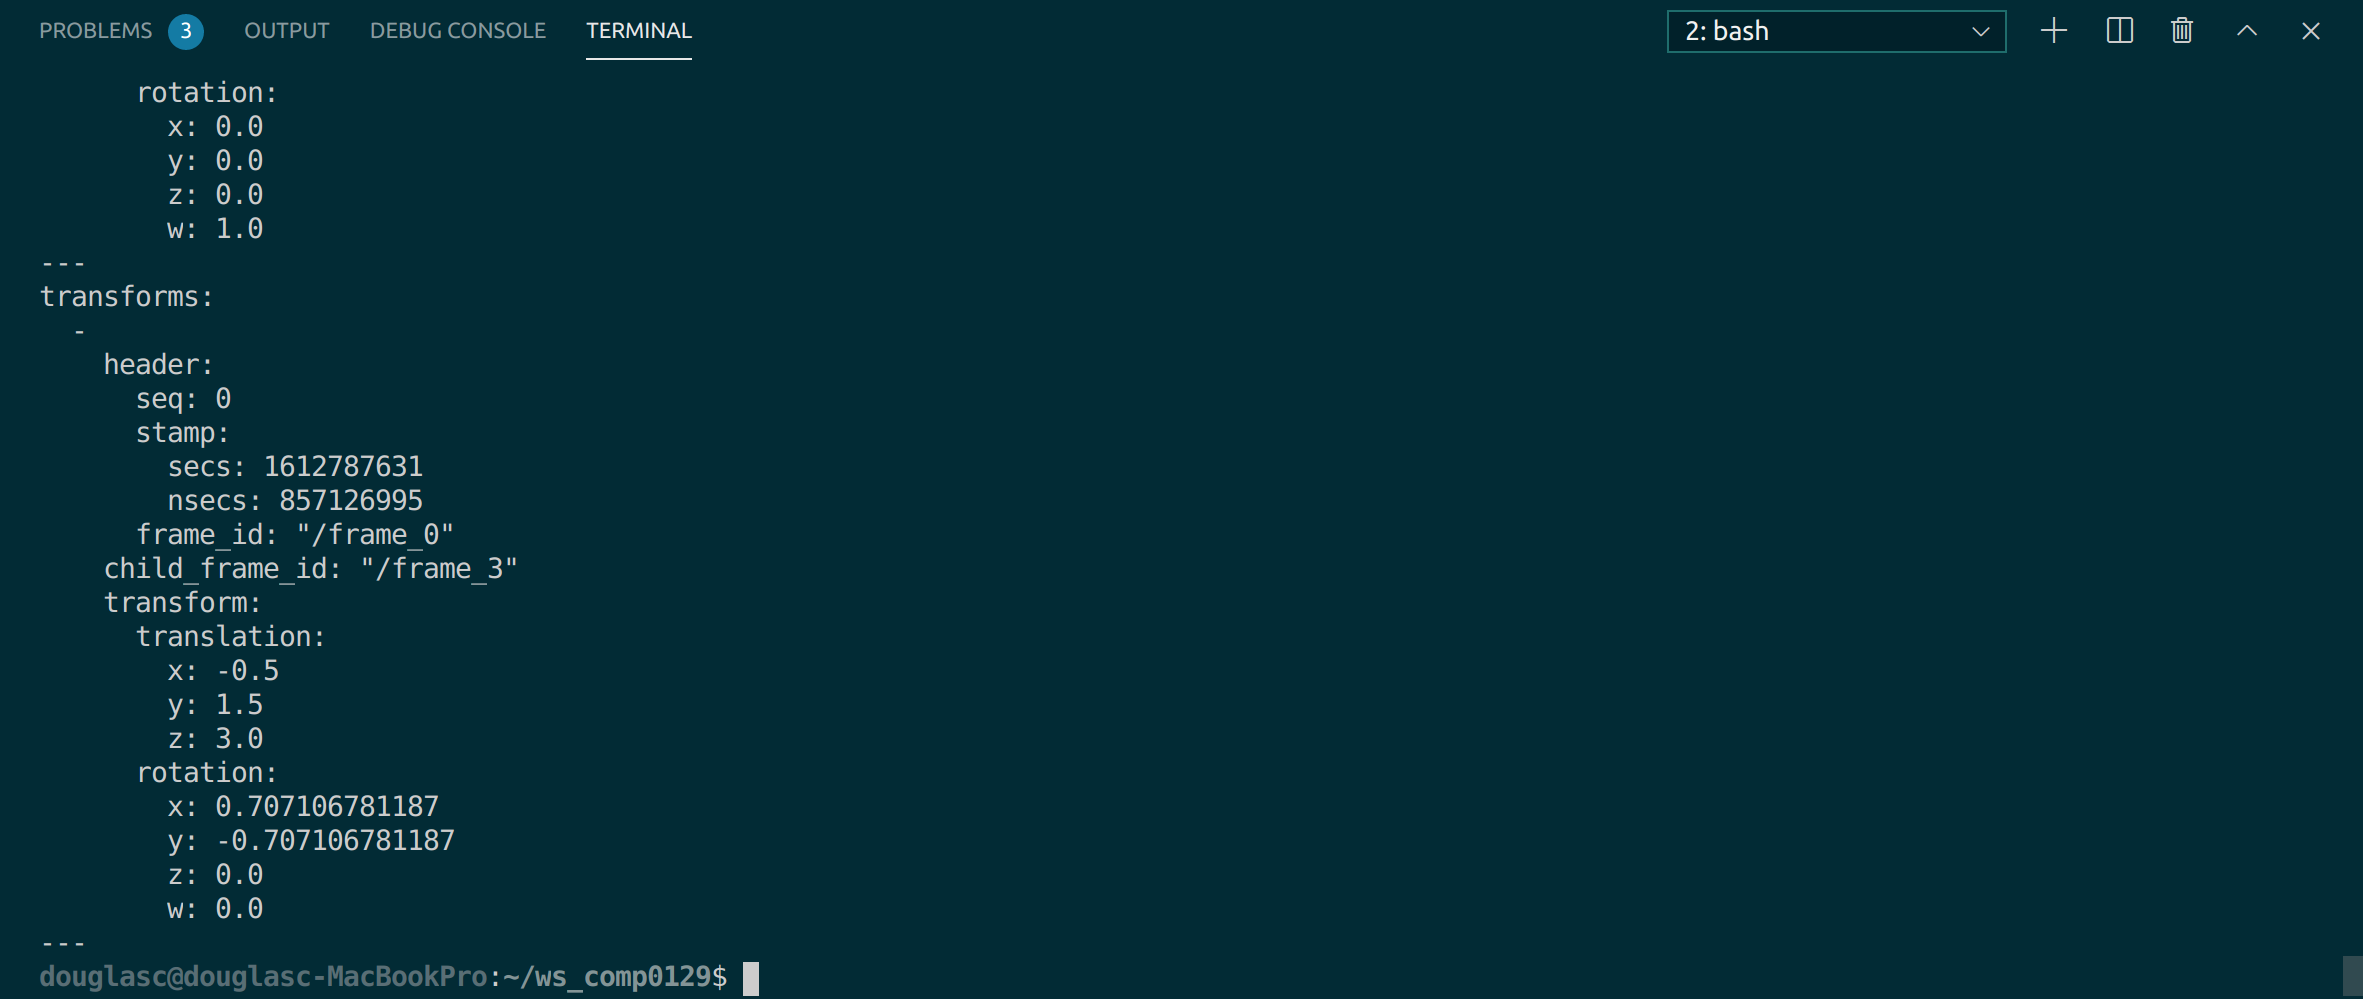 PROBLEMS 3 OUTPUT DEBUG CONSOLE TERMINAL 2: bash
rotation:
x: 0.0
y: 0.0
z: 0.0
w: 1.0
---
transforms:
-
header:
seq: 0
stamp:
secs: 1612787631
nsecs: 857126995
frame_id: "/frame_0"
child_frame_id: "/frame_3"
transform:
translation:
x: -0.5
y: 1.5
z: 3.0
rotation:
x: 0.707106781187
y: -0.707106781187
z: 0.0
w: 0.0
---
douglasc@douglasc-MacBookPro:~/ws_comp0129$